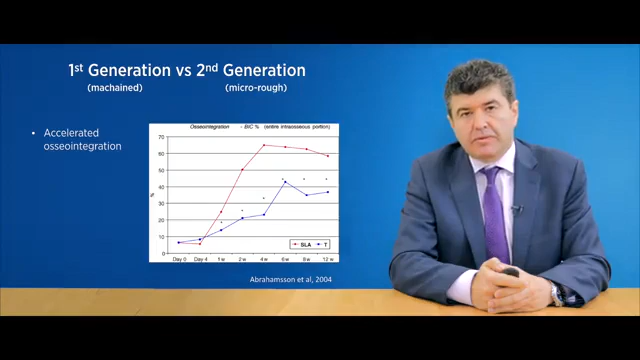 1st Generation vs 2nd Generation
(machained) (micro-rough)
• Accelerated
osseointegration
Osseointegration - BIC % (entire intraosseous portion)
70
60
50
40
30
20
10
0
%
Day 0 Day 4 1 w 2 w 4 w 6 w 8 w 12 w
SLA T
Abrahamsson et al, 2004